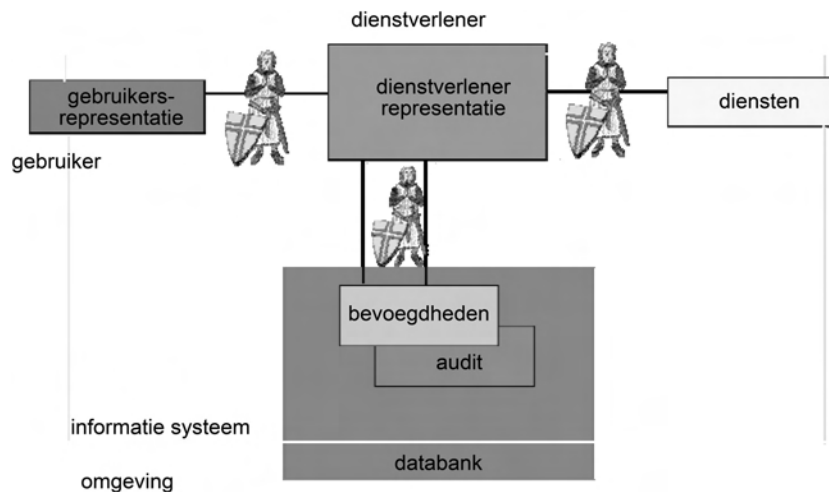 dienstverlener
gebruikers-
representatie
dienstverlener
representatie
diensten
gebruiker
bevoegdheden
audit
informatie systeem
databank
omgeving